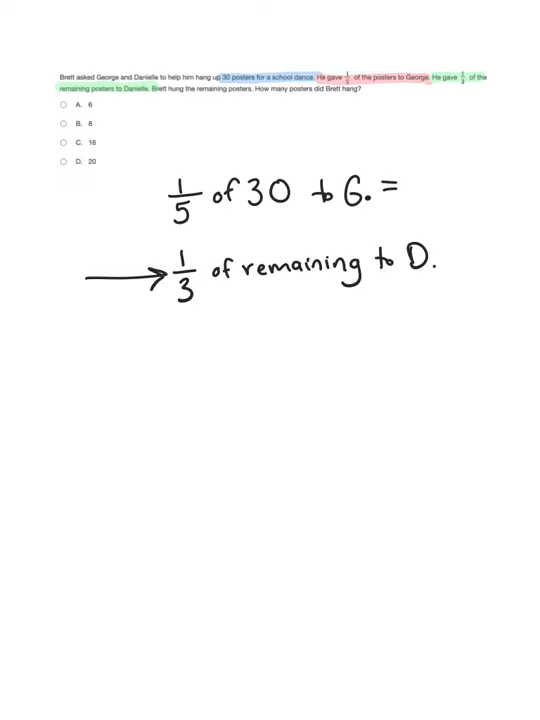 Brett asked George and Danielle to help him hang up 30 posters for a school dance. He gave 1/5 of the posters to George. He gave 1/3 of the
remaining posters to Danielle. Brett hung the remaining posters. How many posters did Brett hang?
A. 6
B. 8
C. 16
D. 20
1/5 of 30 to G. =
1/3 of remaining to D.